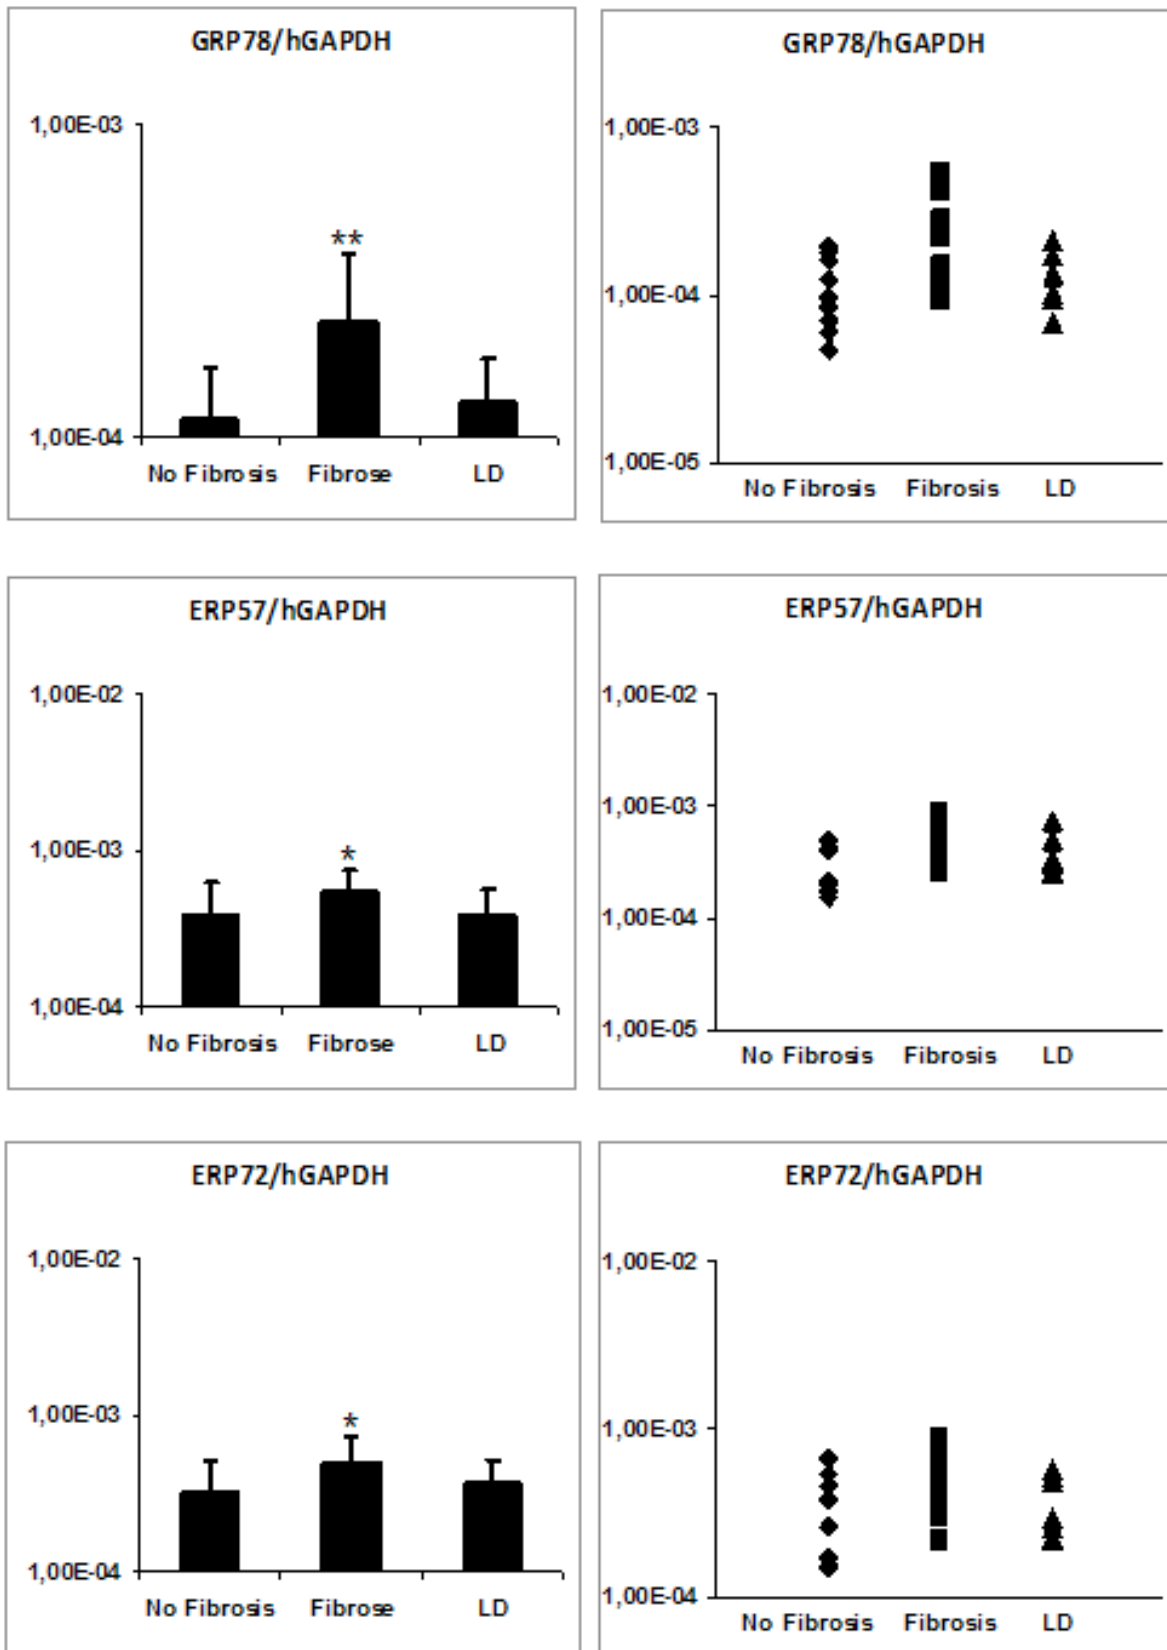 GRP78/hGAPDH
1,00E-03
**
1,00E-04
No Fibrosis Fibrose LD
GRP78/hGAPDH
1,00E-03
1,00E-04
1,00E-05
No Fibrosis Fibrosis LD
ERP57/hGAPDH
1,00E-02
1,00E-03
*
1,00E-04
No Fibrosis Fibrose LD
ERP57/hGAPDH
1,00E-02
1,00E-03
1,00E-04
1,00E-05
No Fibrosis Fibrosis LD
ERP72/hGAPDH
1,00E-02
1,00E-03
*
1,00E-04
No Fibrosis Fibrose LD
ERP72/hGAPDH
1,00E-02
1,00E-03
1,00E-04
No Fibrosis Fibrosis LD